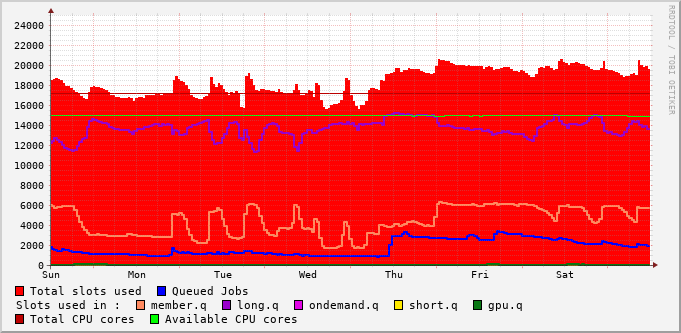 RRDTOOL / TOBI OETIKER
24000
22000
20000
18000
16000
14000
12000
10000
8000
6000
4000
2000
0
Sun Mon Tue Wed Thu Fri Sat
Total slots used Queued Jobs
Slots used in : member.q long.q ondemand.q short.q gpu.q
Total CPU cores Available CPU cores